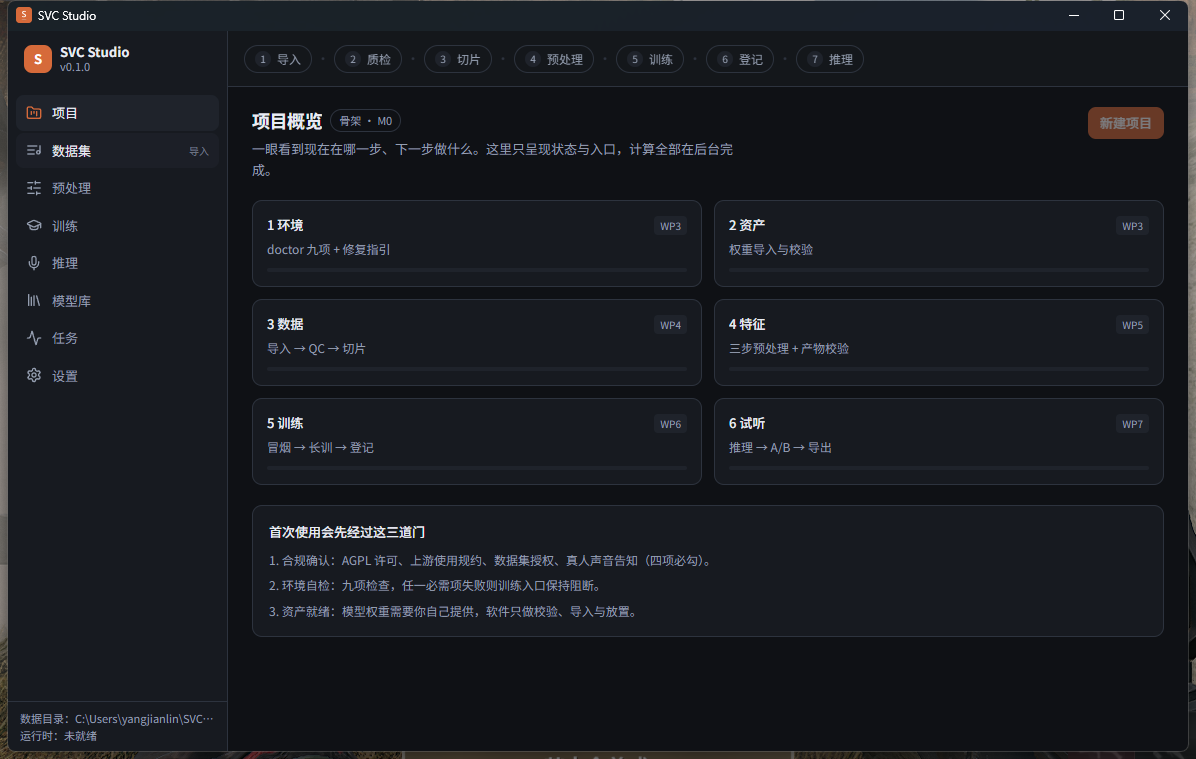 S SVC Studio
S SVC Studio
v0.1.0
1 导入 · 2 质检 · 3 切片 · 4 预处理 · 5 训练 · 6 登记 · 7 推理
项目
数据集 导入
预处理
训练
推理
模型库
任务
设置
数据目录：C:\Users\yangjianlin\SVC…
运行时：未就绪
项目概览 骨架 · M0
新建项目
一眼看到现在在哪一步、下一步做什么。这里只呈现状态与入口，计算全部在后台完
成。
1 环境 WP3
doctor 九项 + 修复指引
2 资产 WP3
权重导入与校验
3 数据 WP4
导入 → QC → 切片
4 特征 WP5
三步预处理 + 产物校验
5 训练 WP6
冒烟 → 长训 → 登记
6 试听 WP7
推理 → A/B → 导出
首次使用会先经过这三道门
1. 合规确认：AGPL 许可、上游使用规约、数据集授权、真人声音告知（四项必勾）。
2. 环境自检：九项检查，任一必需项失败则训练入口保持阻断。
3. 资产就绪：模型权重需要你自己提供，软件只做校验、导入与放置。